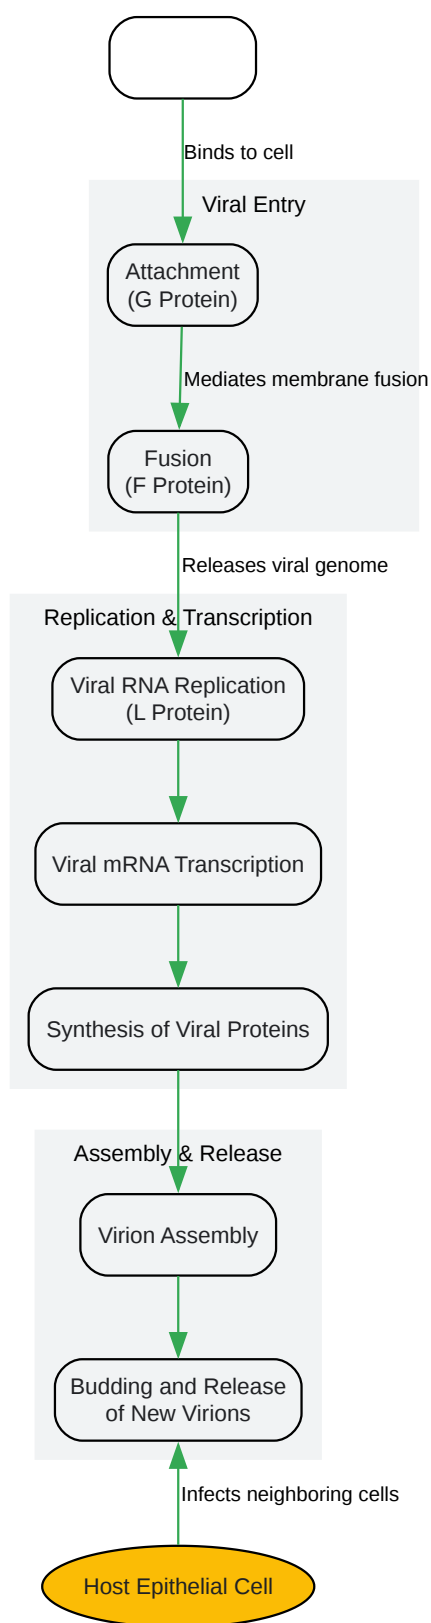 Binds to cell
Viral Entry
Attachment
(G Protein)
Mediates membrane fusion
Fusion
(F Protein)
Releases viral genome
Replication & Transcription
Viral RNA Replication
(L Protein)
Viral mRNA Transcription
Synthesis of Viral Proteins
Assembly & Release
Virion Assembly
Budding and Release
of New Virions
Infects neighboring cells
Host Epithelial Cell